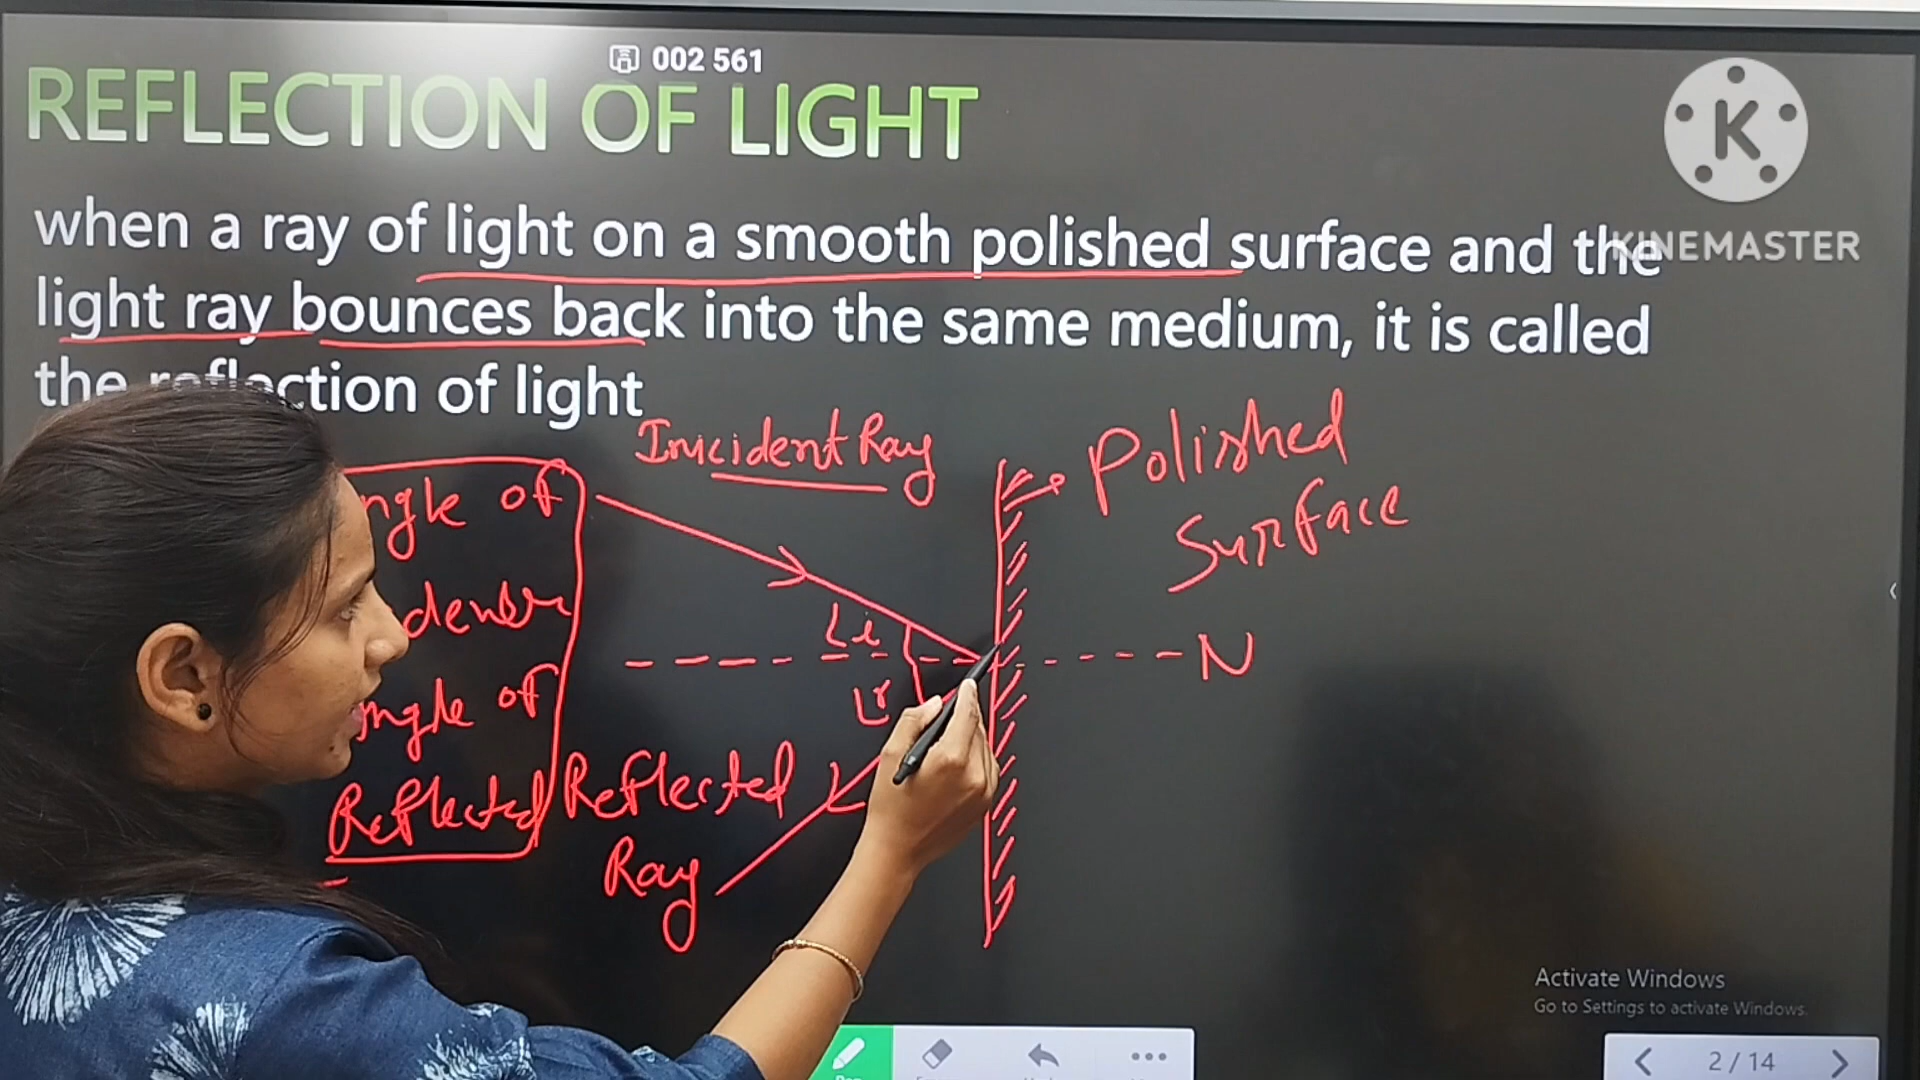 002 561
REFLECTION OF LIGHT
K
KINEMASTER
when a ray of light on a smooth polished surface and the
light ray bounces back into the same medium, it is called
the reflection of light
Inicident Ray
Polished
Surface
ngle of
∠i
N
ngle of
∠r
Reflected
Reflected
Ray
Activate Windows
Go to Settings to activate Windows.
2 / 14